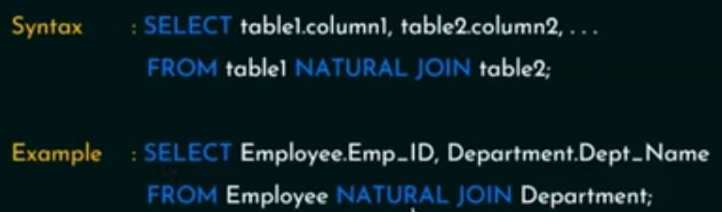 Syntax : SELECT table1.column1, table2.column2, ...
FROM table1 NATURAL JOIN table2;
Example : SELECT Employee.Emp_ID, Department.Dept_Name
FROM Employee NATURAL JOIN Department;